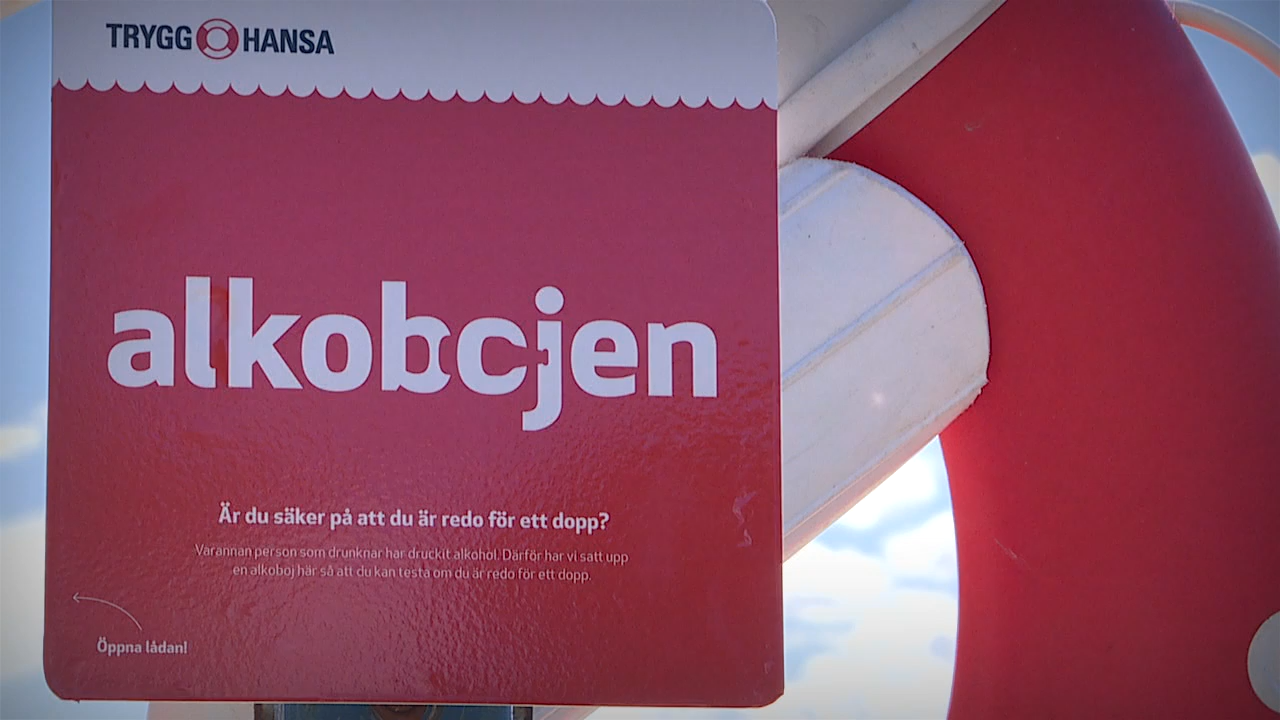 TRYGG HANSA
alkobojen
Är du säker på att du är redo för ett dopp?
Varannan person som drunknar har druckit alkohol. Därför har vi satt upp
en alkoboj här så att du kan testa om du är redo för ett dopp.
Öppna lådan!